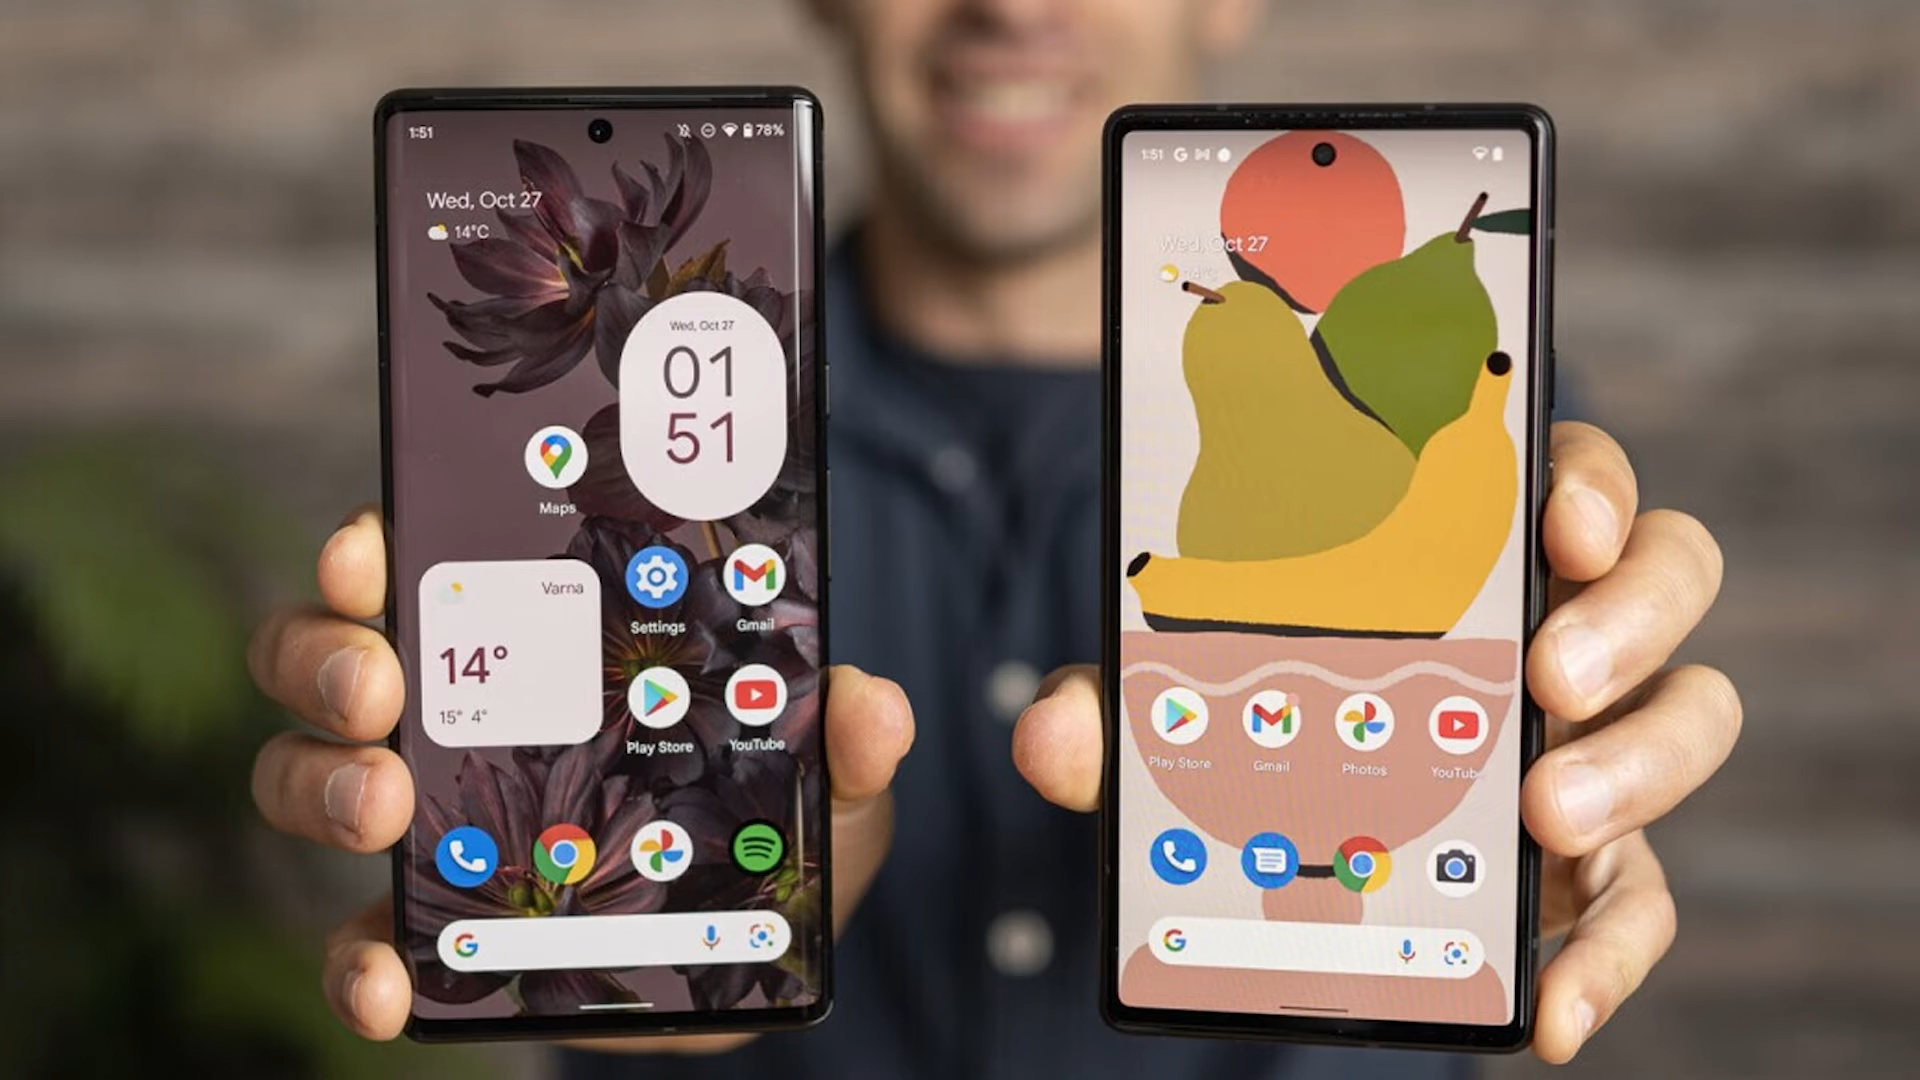 1:51
78%
Wed, Oct 27
14°C
Wed, Oct 27
01
51
Maps
Varna
14°
15° 4°
Settings
Gmail
Play Store
YouTube
G
1:51 G
Wed, Oct 27
Play Store
Gmail
Photos
YouTube
G